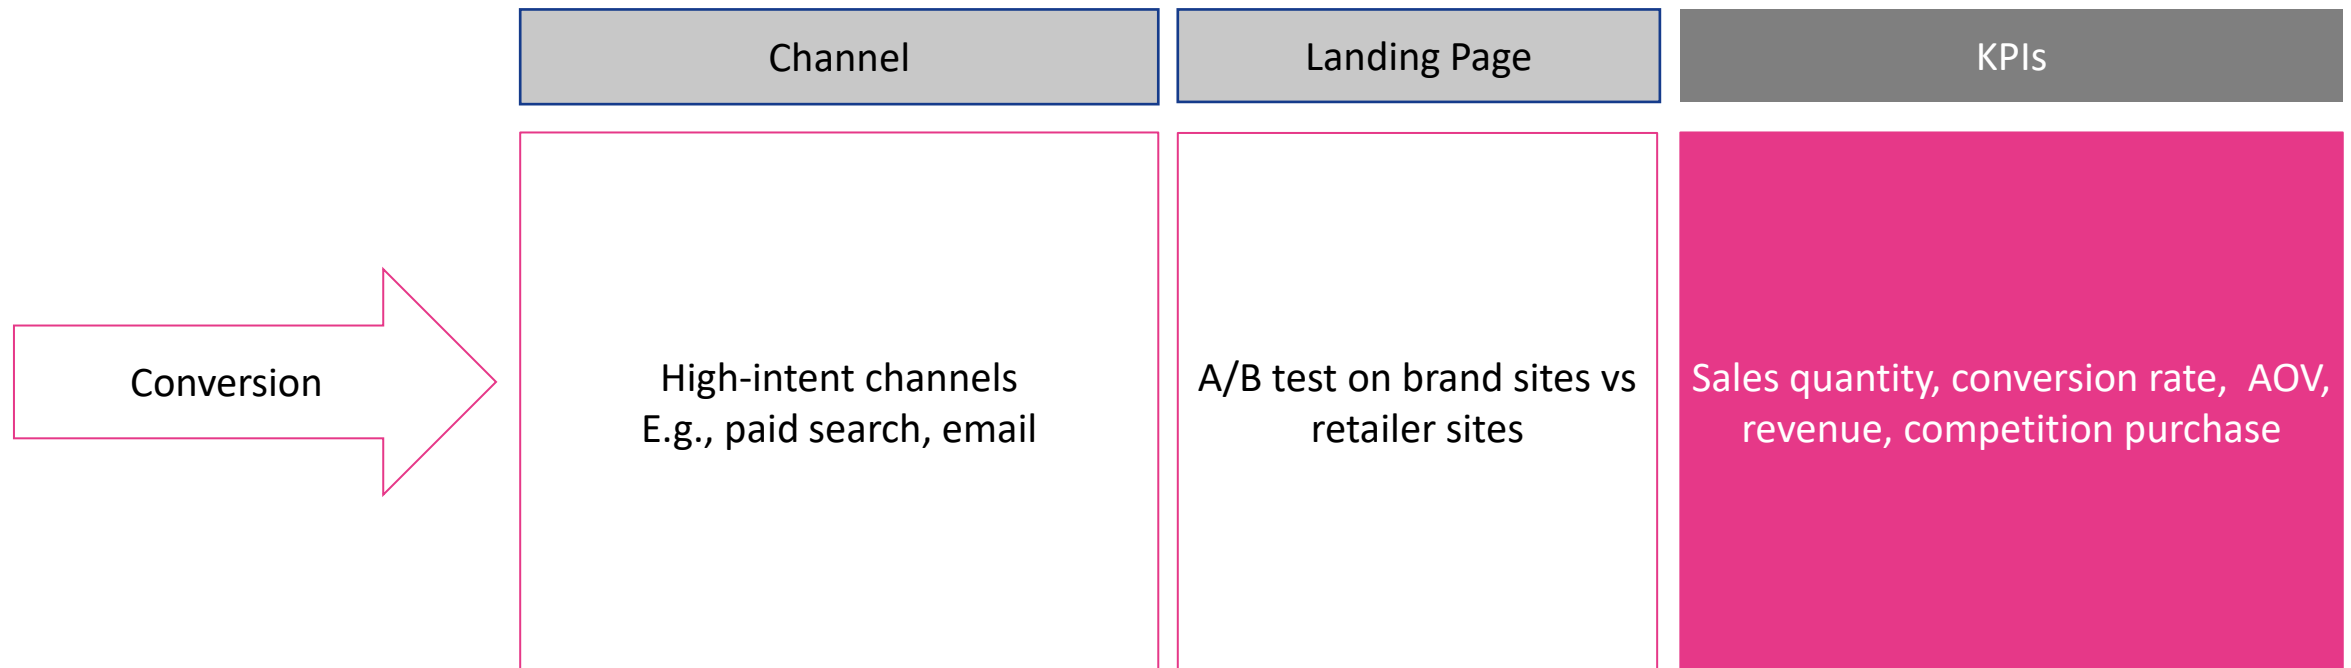 Channel
Landing Page
KPIs
Conversion
High-intent channels
E.g., paid search, email
A/B test on brand sites vs
retailer sites
Sales quantity, conversion rate,  AOV,
revenue, competition purchase